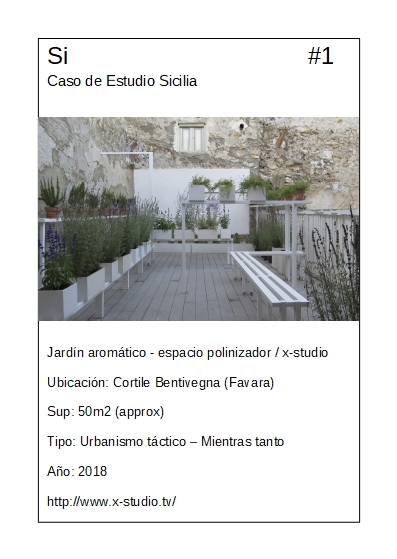 Si #1
Caso de Estudio Sicilia
Jardín aromático - espacio polinizador / x-studio
Ubicación: Cortile Bentivegna (Favara)
Sup: 50m2 (approx)
Tipo: Urbanismo táctico – Mientras tanto
Año: 2018
http://www.x-studio.tv/